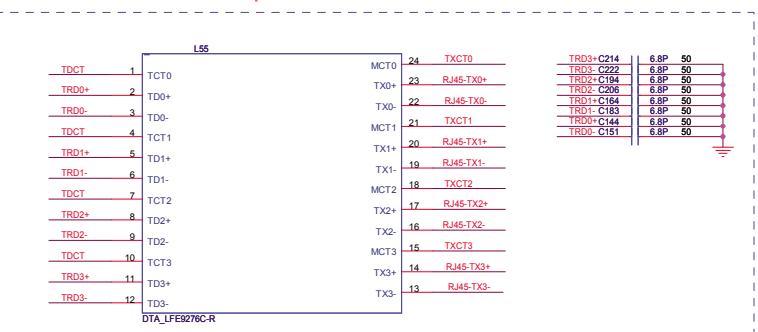 L55
TDCT 1 TCT0 MCT0 24 TXCT0
TRD0+ 2 TD0+ TX0+ 23 RJ45-TX0+
TRD0- 3 TD0- TX0- 22 RJ45-TX0-
TDCT 4 TCT1 MCT1 21 TXCT1
TRD1+ 5 TD1+ TX1+ 20 RJ45-TX1+
TRD1- 6 TD1- TX1- 19 RJ45-TX1-
TDCT 7 TCT2 MCT2 18 TXCT2
TRD2+ 8 TD2+ TX2+ 17 RJ45-TX2+
TRD2- 9 TD2- TX2- 16 RJ45-TX2-
TDCT 10 TCT3 MCT3 15 TXCT3
TRD3+ 11 TD3+ TX3+ 14 RJ45-TX3+
TRD3- 12 TD3- TX3- 13 RJ45-TX3-
DTA_LFE9276C-R
TRD3+ C214 6.8P 50
TRD3- C222 6.8P 50
TRD2+ C194 6.8P 50
TRD2- C206 6.8P 50
TRD1+ C164 6.8P 50
TRD1- C183 6.8P 50
TRD0+ C144 6.8P 50
TRD0- C151 6.8P 50